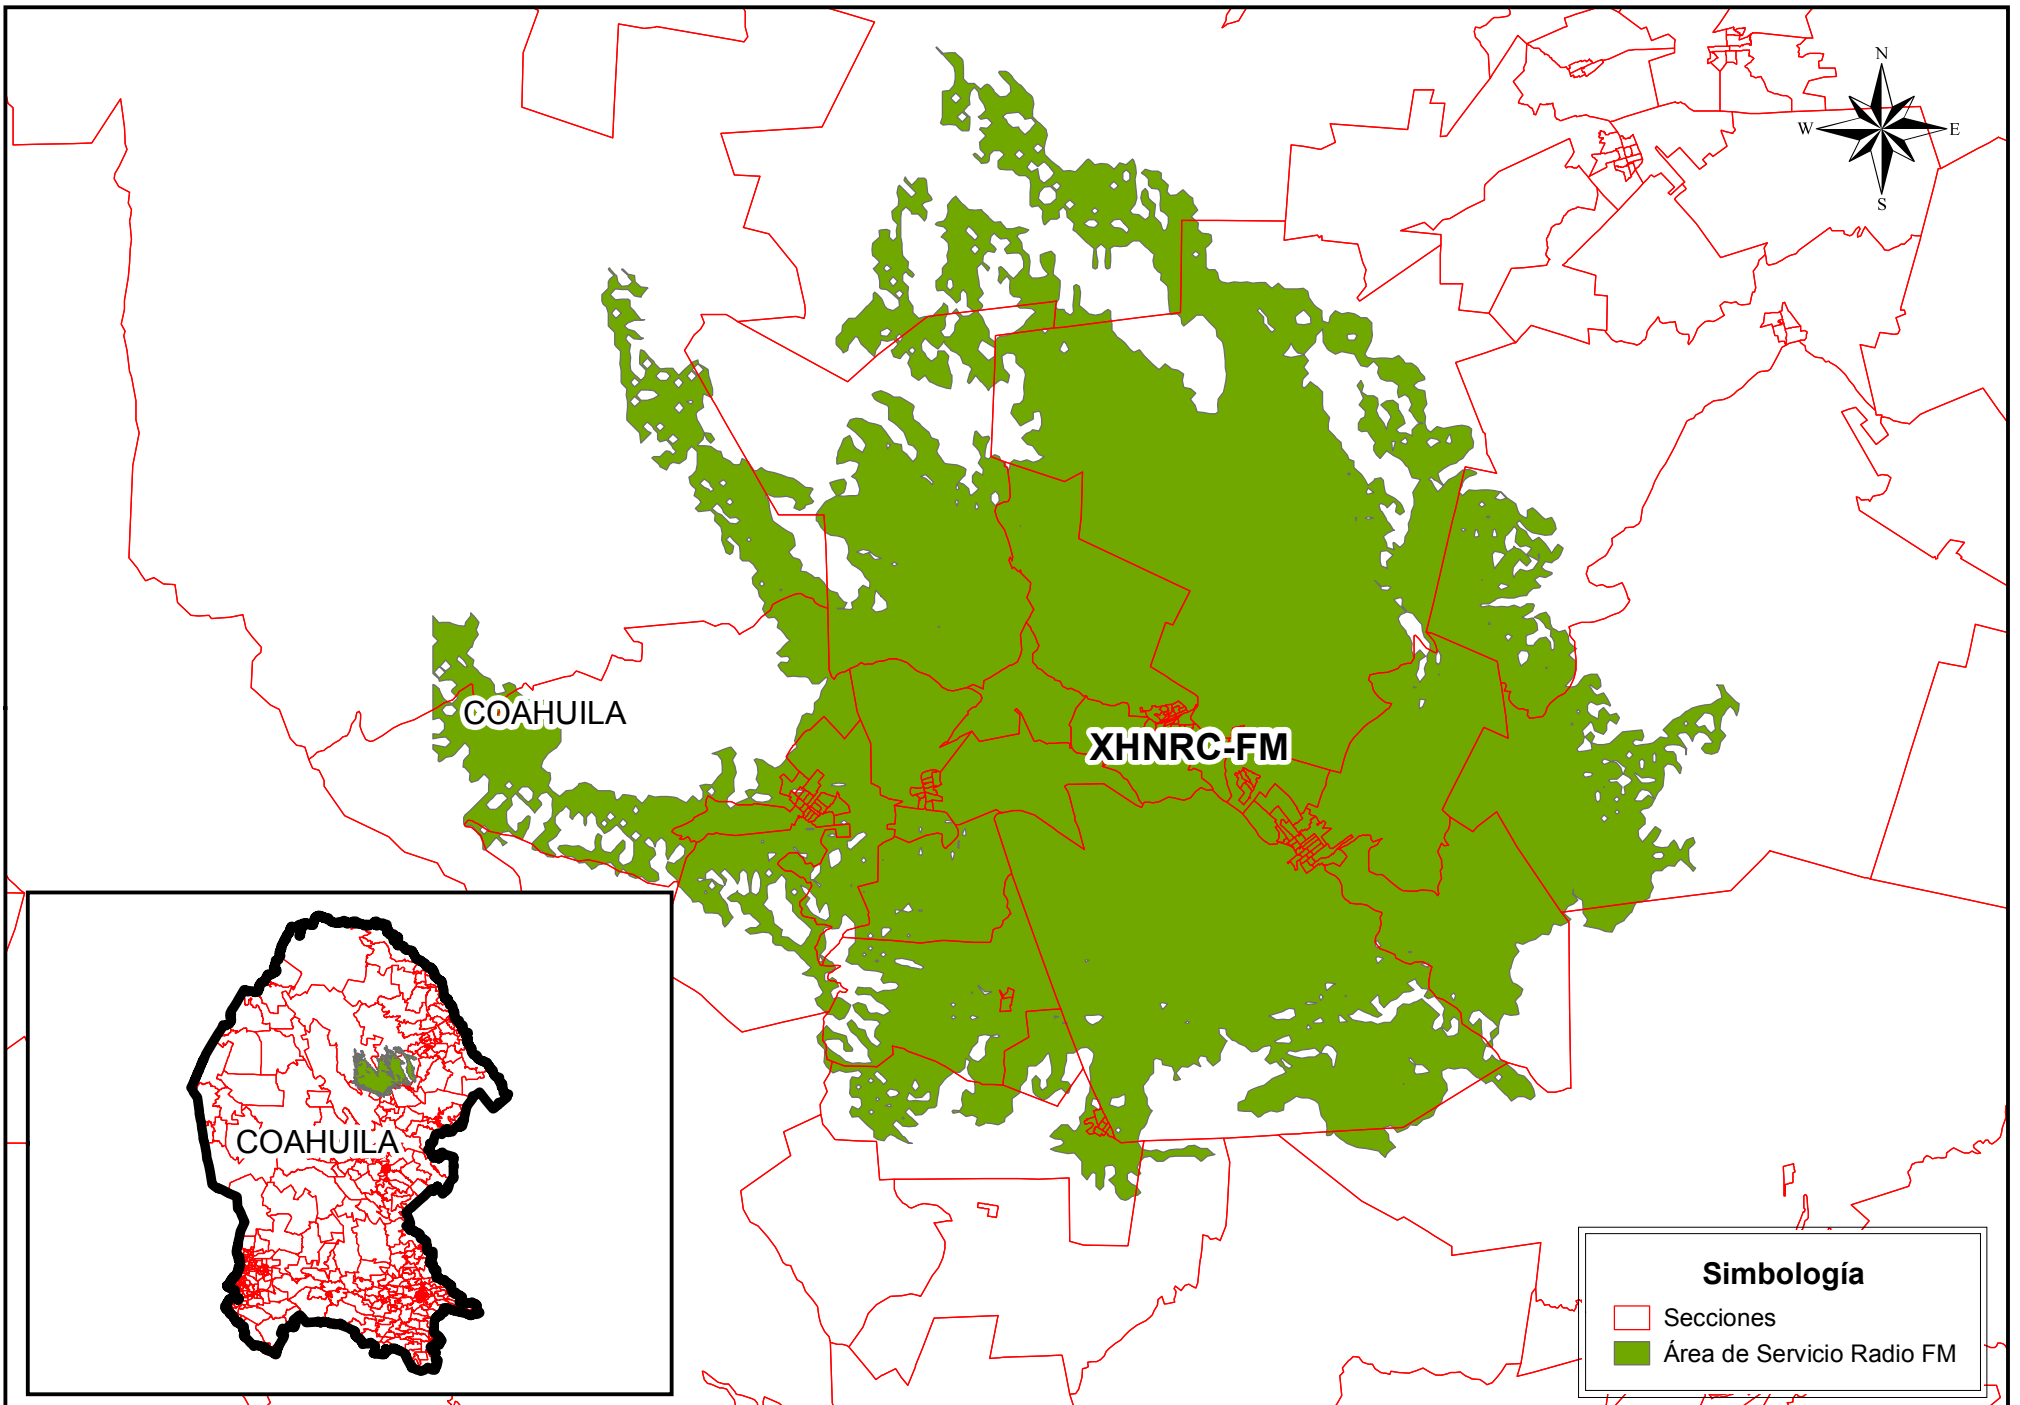 N
W E
S
COAHUILA
XHNRC-FM
COAHUILA
Simbología
Secciones
Área de Servicio Radio FM